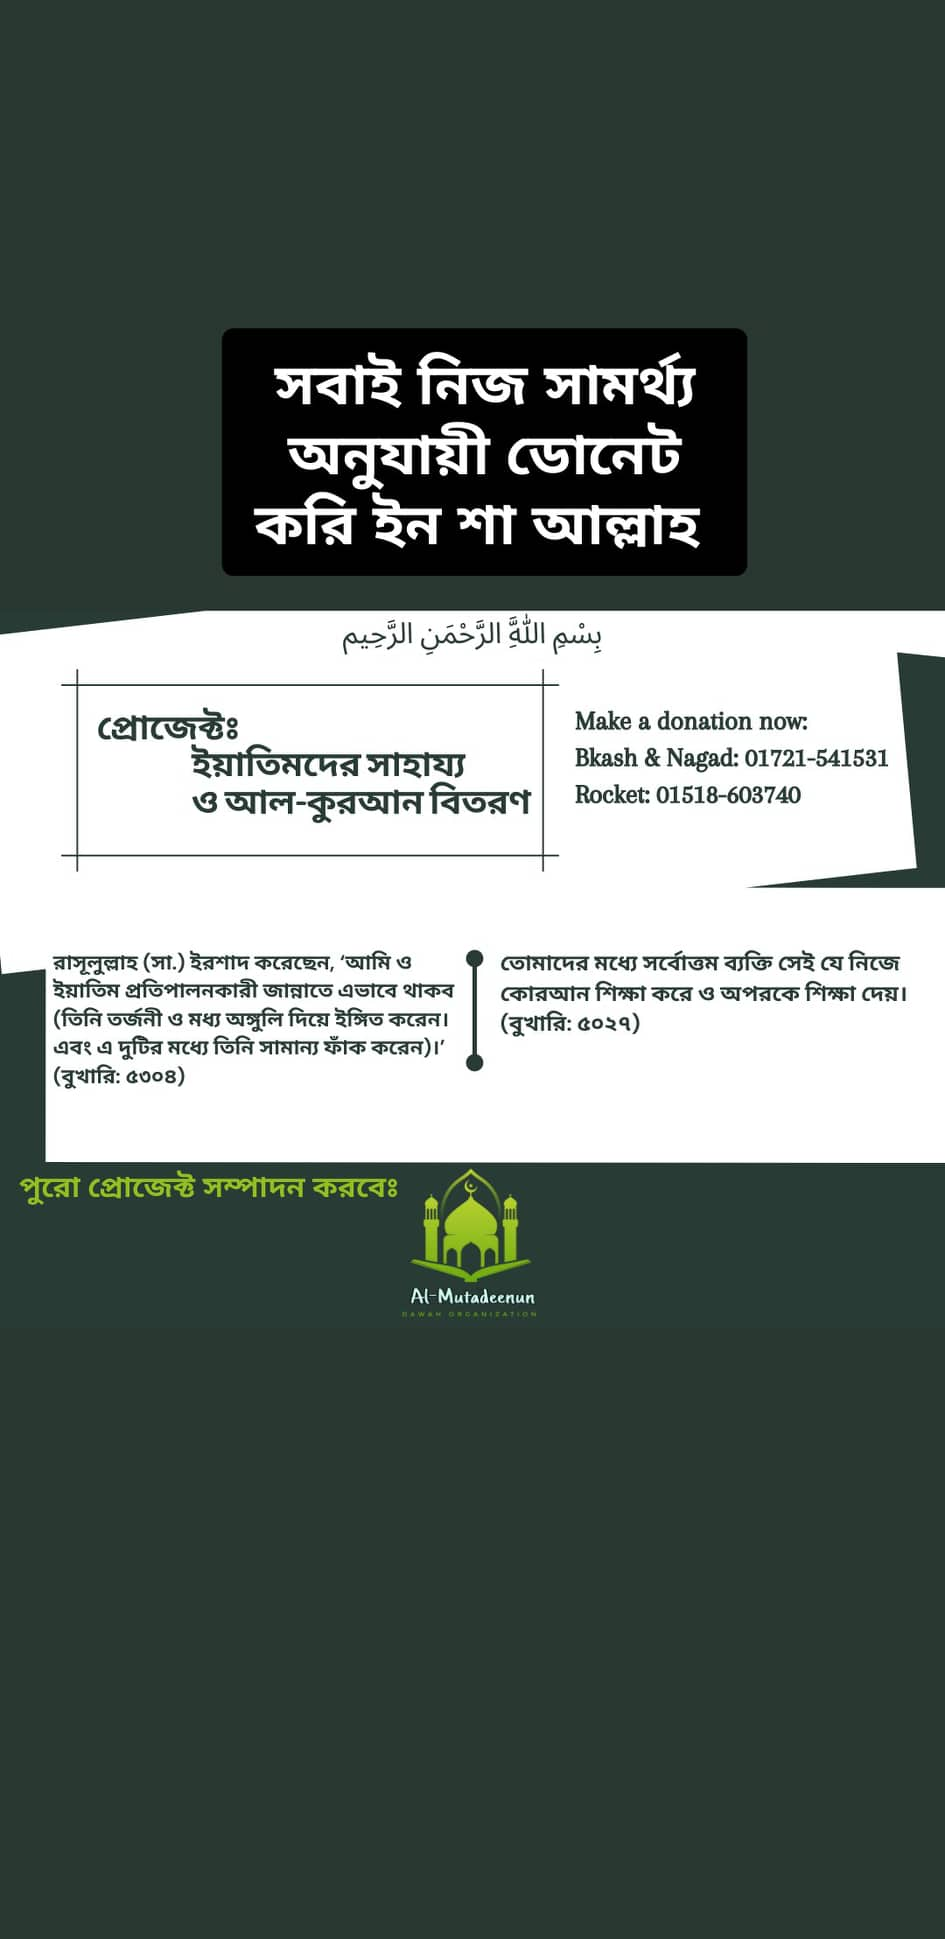 সবাই নিজ সামর্থ্য
অনুযায়ী ডোনেট
করি ইন শা আল্লাহ
بِسْمِ اللَّهِ الرَّحْمَنِ الرَّحِيم
প্রোজেক্টঃ
ইয়াতিমদের সাহায্য
ও আল-কুরআন বিতরণ
Make a donation now:
Bkash & Nagad: 01721-541531
Rocket: 01518-603740
রাসূলুল্লাহ (সা.) ইরশাদ করেছেন, ‘আমি ও
ইয়াতিম প্রতিপালনকারী জান্নাতে এভাবে থাকব
(তিনি তর্জনী ও মধ্য অঙ্গুলি দিয়ে ইঙ্গিত করেন।
এবং এ দুটির মধ্যে তিনি সামান্য ফাঁক করেন)।’
(বুখারি: ৫৩০৪)
তোমাদের মধ্যে সর্বোত্তম ব্যক্তি সেই যে নিজে
কোরআন শিক্ষা করে ও অপরকে শিক্ষা দেয়।
(বুখারি: ৫০২৭)
পুরো প্রোজেক্ট সম্পাদন করবেঃ
Al-Mutadeenun
DAWAH ORGANIZATION